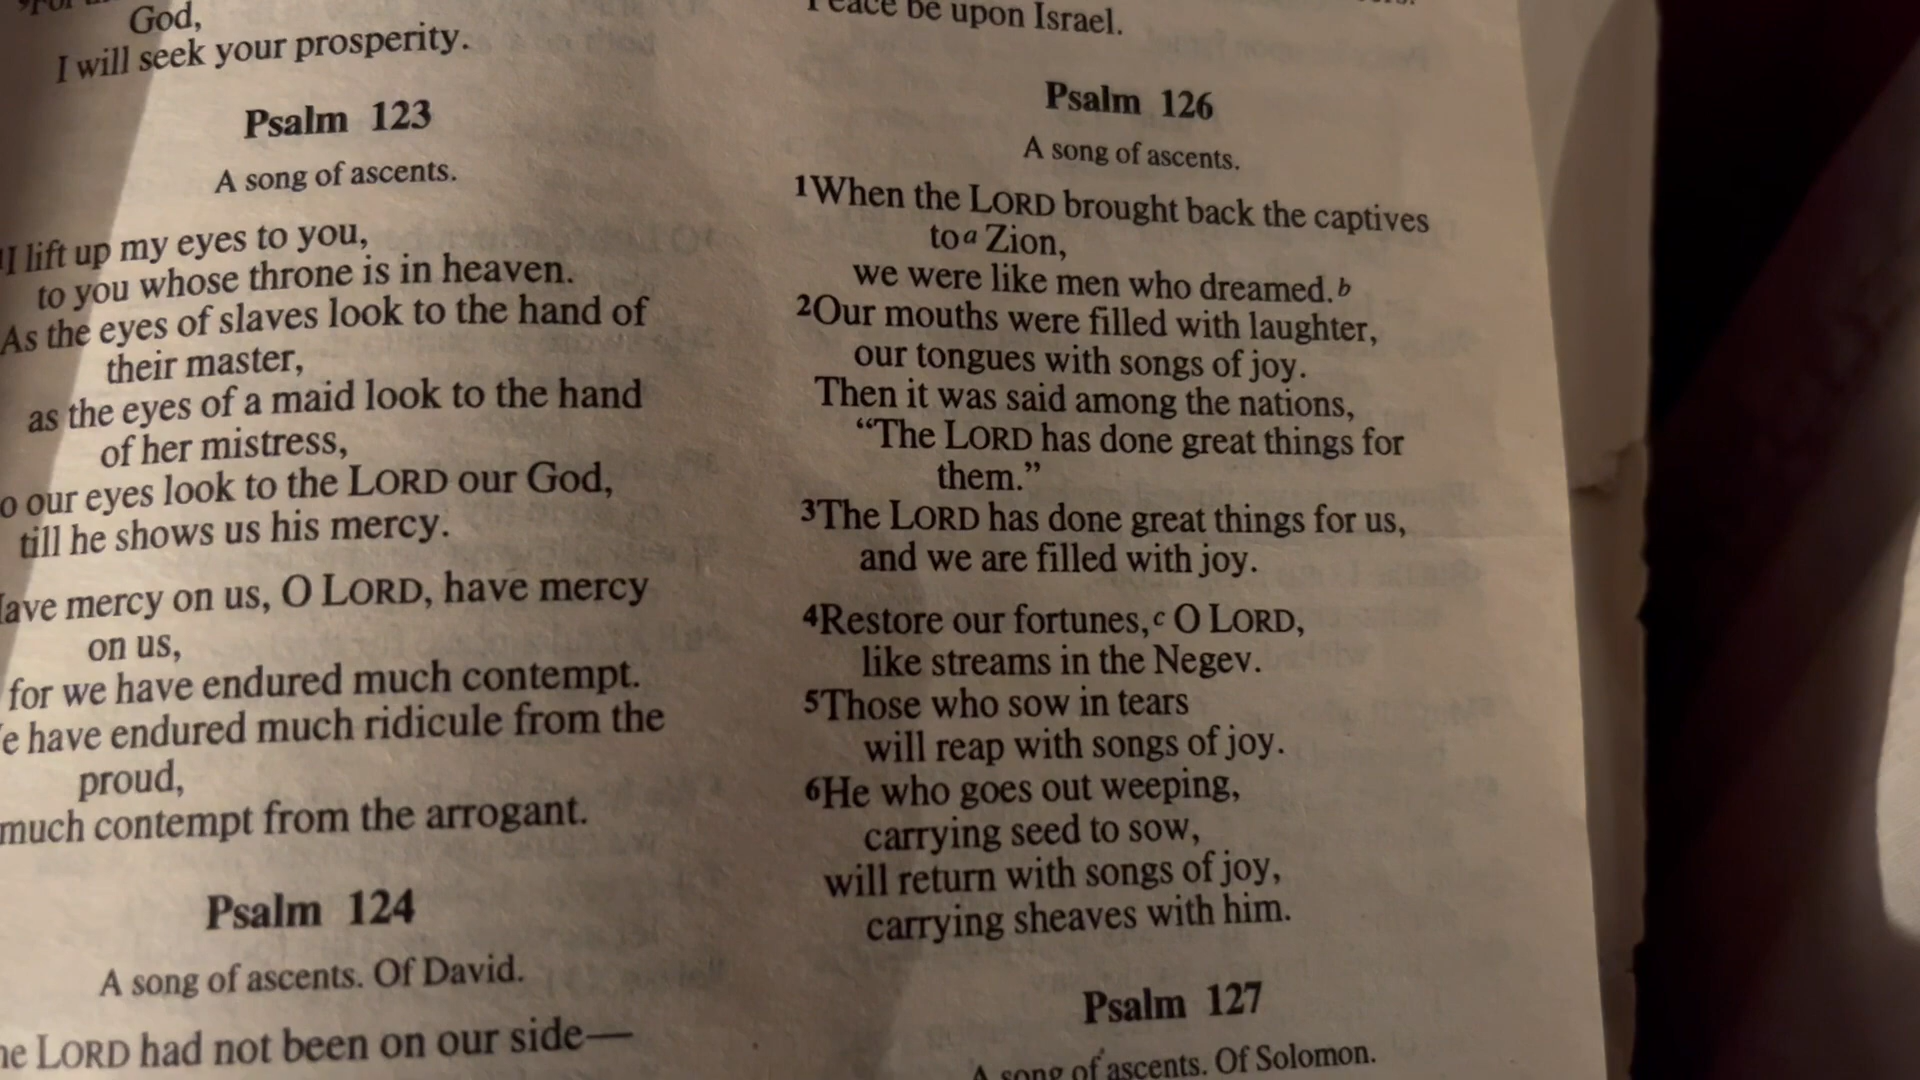 God,
I will seek your prosperity.
Psalm 123
A song of ascents.
I lift up my eyes to you,
to you whose throne is in heaven.
As the eyes of slaves look to the hand of
their master,
as the eyes of a maid look to the hand
of her mistress,
o our eyes look to the LORD our God,
till he shows us his mercy.
ave mercy on us, O LORD, have mercy
on us,
for we have endured much contempt.
e have endured much ridicule from the
proud,
much contempt from the arrogant.
Psalm 124
A song of ascents. Of David.
he LORD had not been on our side—
Peace be upon Israel.
Psalm 126
A song of ascents.
1When the LORD brought back the captives
to a Zion,
we were like men who dreamed. b
2Our mouths were filled with laughter,
our tongues with songs of joy.
Then it was said among the nations,
“The LORD has done great things for
them.”
3The LORD has done great things for us,
and we are filled with joy.
4Restore our fortunes, c O LORD,
like streams in the Negev.
5Those who sow in tears
will reap with songs of joy.
6He who goes out weeping,
carrying seed to sow,
will return with songs of joy,
carrying sheaves with him.
Psalm 127
A song of ascents. Of Solomon.